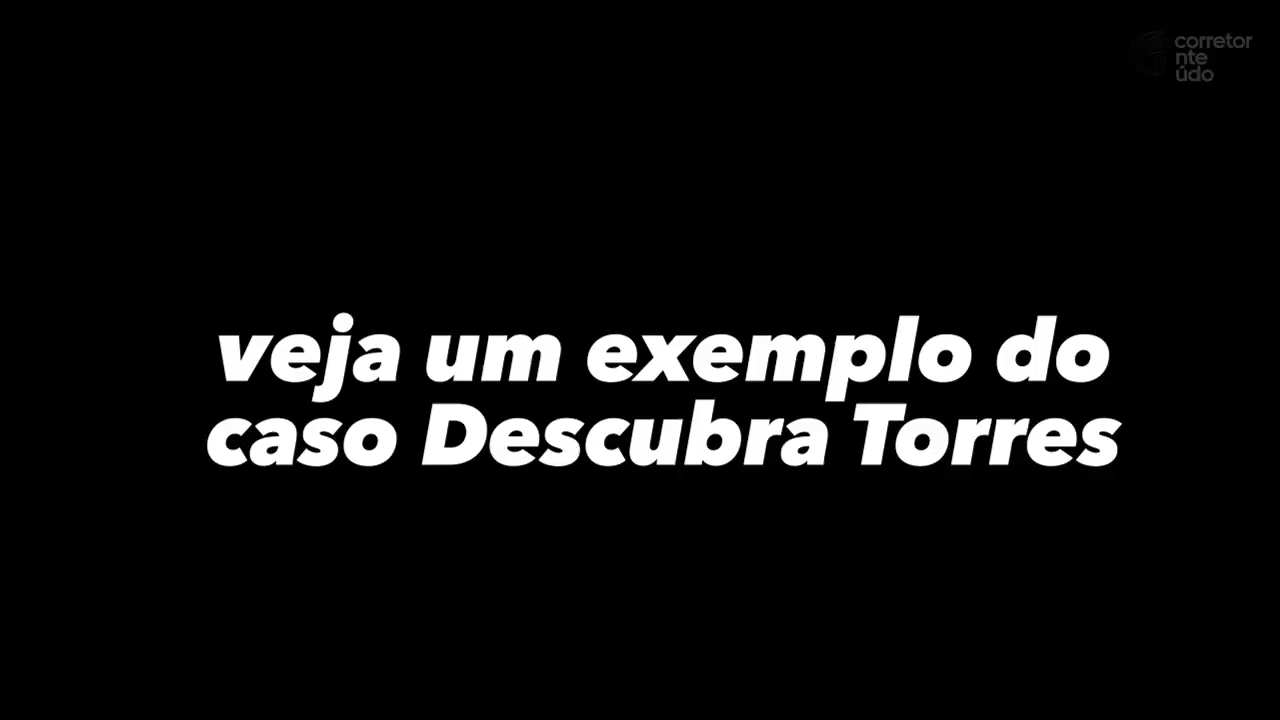 corretor
nte
údo
veja um exemplo do
caso Descubra Torres